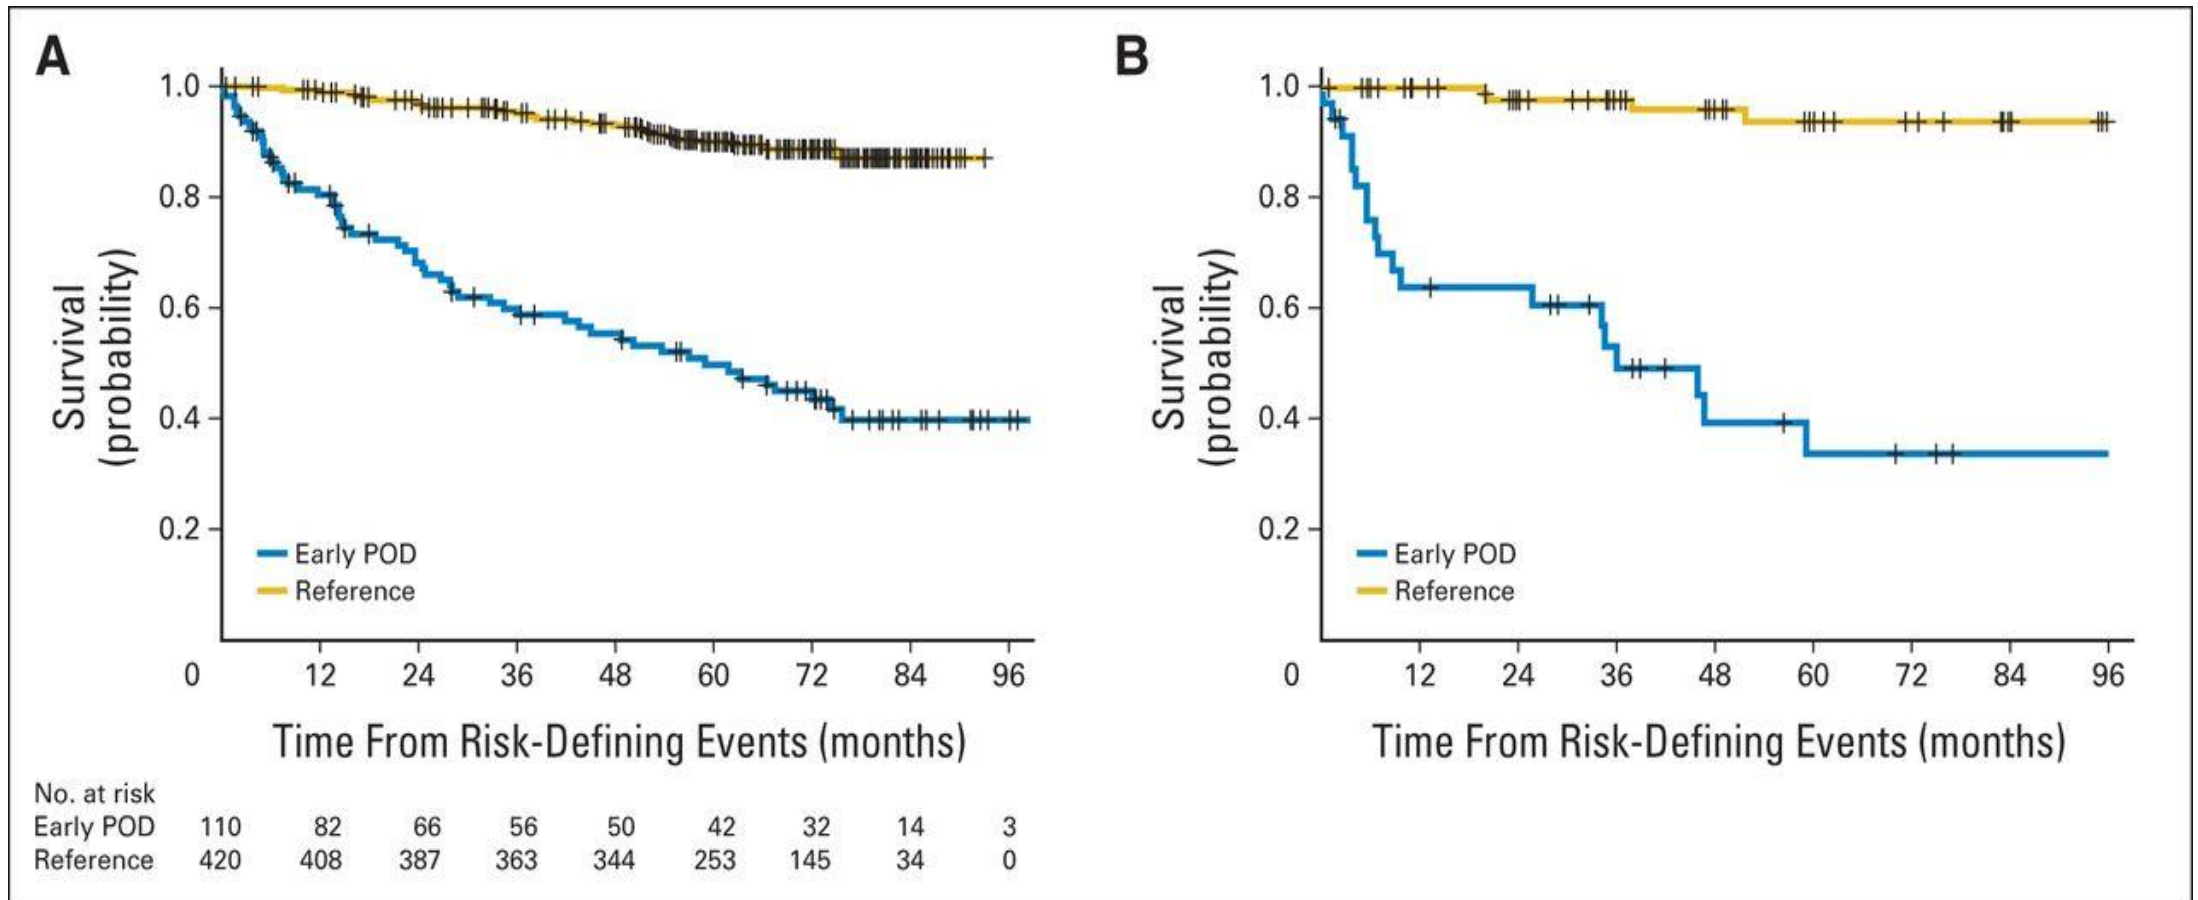 A
1.0
0.8
0.6
0.4
0.2
Survival
(probability)
Early POD
Reference
0 12 24 36 48 60 72 84 96
Time From Risk-Defining Events (months)
No. at risk
Early POD 110 82 66 56 50 42 32 14 3
Reference 420 408 387 363 344 253 145 34 0
B
1.0
0.8
0.6
0.4
0.2
Survival
(probability)
Early POD
Reference
0 12 24 36 48 60 72 84 96
Time From Risk-Defining Events (months)